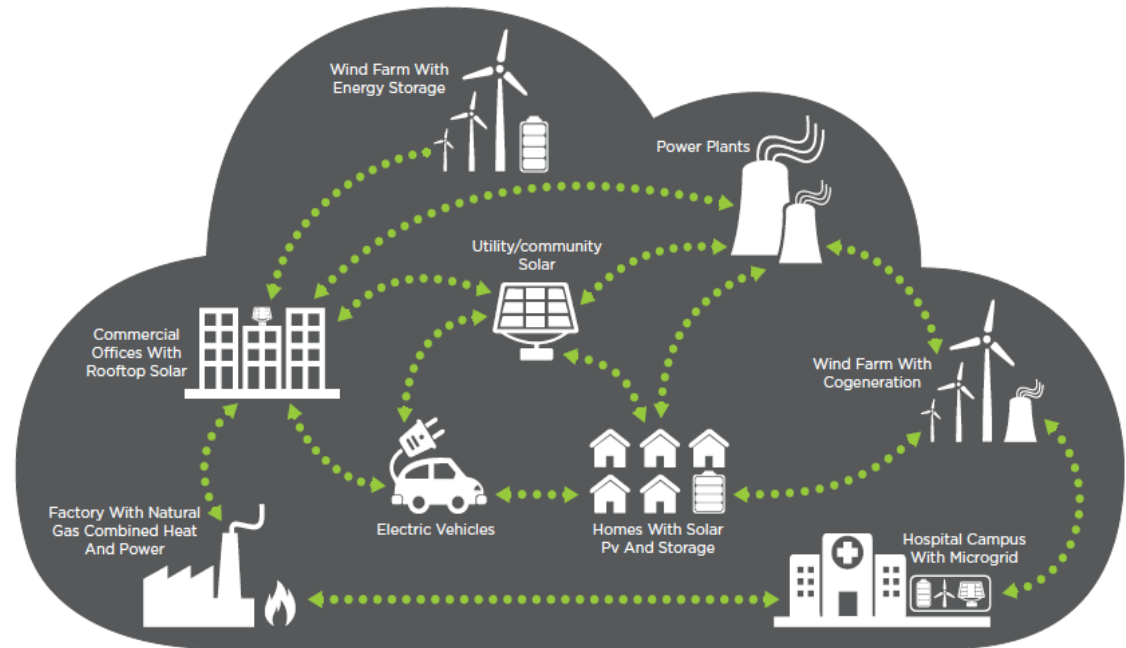 Wind Farm With
Energy Storage
Power Plants
Utility/community
Solar
Commercial
Offices With
Rooftop Solar
Wind Farm With
Cogeneration
Factory With Natural
Gas Combined Heat
And Power
Electric Vehicles
Homes With Solar
Pv And Storage
Hospital Campus
With Microgrid